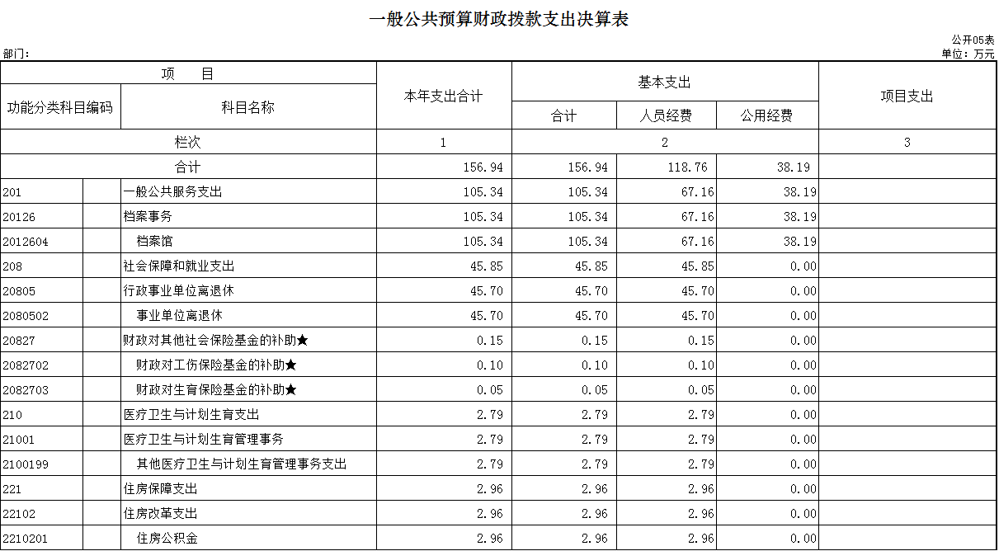 一般公共预算财政拨款支出决算表
公开05表
部门： 单位：万元
项 目 本年支出合计 基本支出 项目支出
功能分类科目编码 科目名称 合计 人员经费 公用经费
栏次 1 2 3
合计 156.94 156.94 118.76 38.19
201 一般公共服务支出 105.34 105.34 67.16 38.19
20126 档案事务 105.34 105.34 67.16 38.19
2012604 档案馆 105.34 105.34 67.16 38.19
208 社会保障和就业支出 45.85 45.85 45.85 0.00
20805 行政事业单位离退休 45.70 45.70 45.70 0.00
2080502 事业单位离退休 45.70 45.70 45.70 0.00
20827 财政对其他社会保险基金的补助★ 0.15 0.15 0.15 0.00
2082702 财政对工伤保险基金的补助★ 0.10 0.10 0.10 0.00
2082703 财政对生育保险基金的补助★ 0.05 0.05 0.05 0.00
210 医疗卫生与计划生育支出 2.79 2.79 2.79 0.00
21001 医疗卫生与计划生育管理事务 2.79 2.79 2.79 0.00
2100199 其他医疗卫生与计划生育管理事务支出 2.79 2.79 2.79 0.00
221 住房保障支出 2.96 2.96 2.96 0.00
22102 住房改革支出 2.96 2.96 2.96 0.00
2210201 住房公积金 2.96 2.96 2.96 0.00